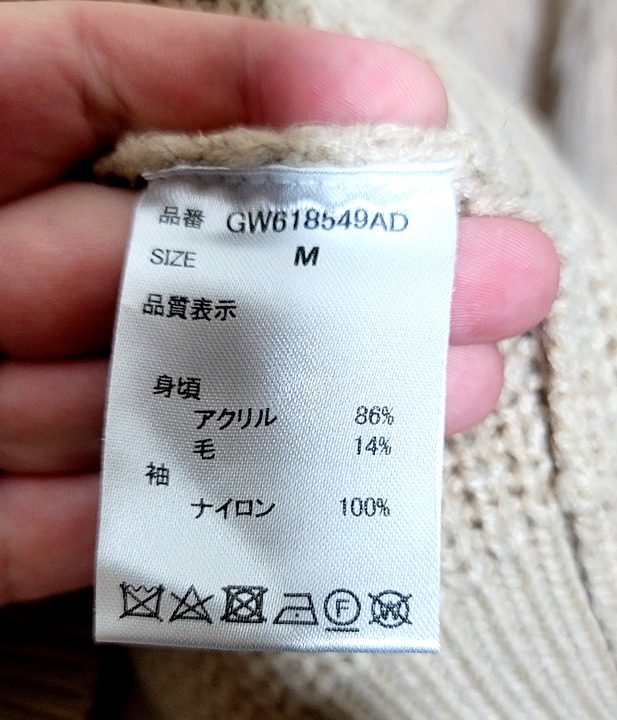 品番 GW618549AD
SIZE M
品質表示
身頃
アクリル 86%
毛 14%
袖
ナイロン 100%
F W